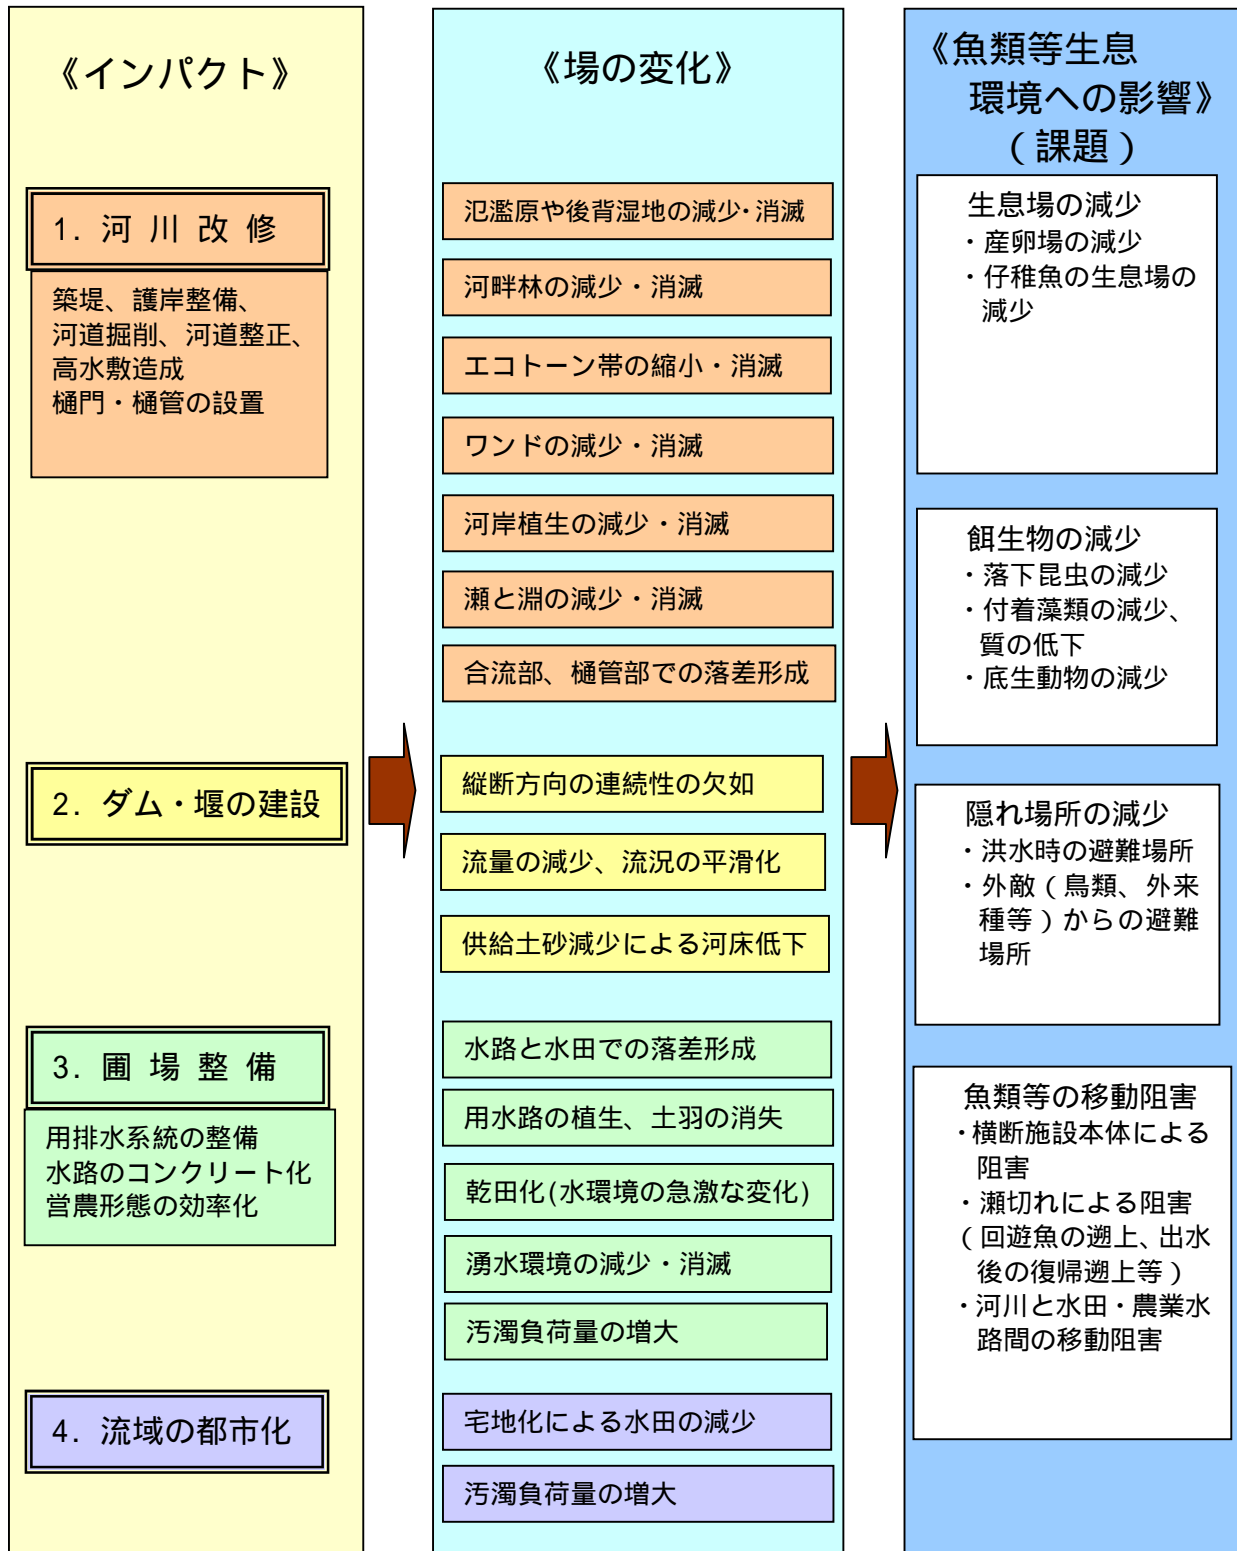 《インパクト》
1. 河 川 改 修
築堤、護岸整備、
河道掘削、河道整正、
高水敷造成
樋門・樋管の設置
2. ダム・堰の建設
3. 圃 場 整 備
用排水系統の整備
水路のコンクリート化
営農形態の効率化
4. 流域の都市化
《場の変化》
氾濫原や後背湿地の減少・消滅
河畔林の減少・消滅
エコトーン帯の縮小・消滅
ワンドの減少・消滅
河岸植生の減少・消滅
瀬と淵の減少・消滅
合流部、樋管部での落差形成
縦断方向の連続性の欠如
流量の減少、流況の平滑化
供給土砂減少による河床低下
水路と水田での落差形成
用水路の植生、土羽の消失
乾田化(水環境の急激な変化)
湧水環境の減少・消滅
汚濁負荷量の増大
宅地化による水田の減少
汚濁負荷量の増大
《魚類等生息
環境への影響》
(課題)
生息場の減少
・産卵場の減少
・仔稚魚の生息場の
減少
餌生物の減少
・落下昆虫の減少
・付着藻類の減少、
質の低下
・底生動物の減少
隠れ場所の減少
・洪水時の避難場所
・外敵(鳥類、外来
種等)からの避難
場所
魚類等の移動阻害
・横断施設本体による
阻害
・瀬切れによる阻害
(回遊魚の遡上、出水
後の復帰遡上等)
・河川と水田・農業水
路間の移動阻害